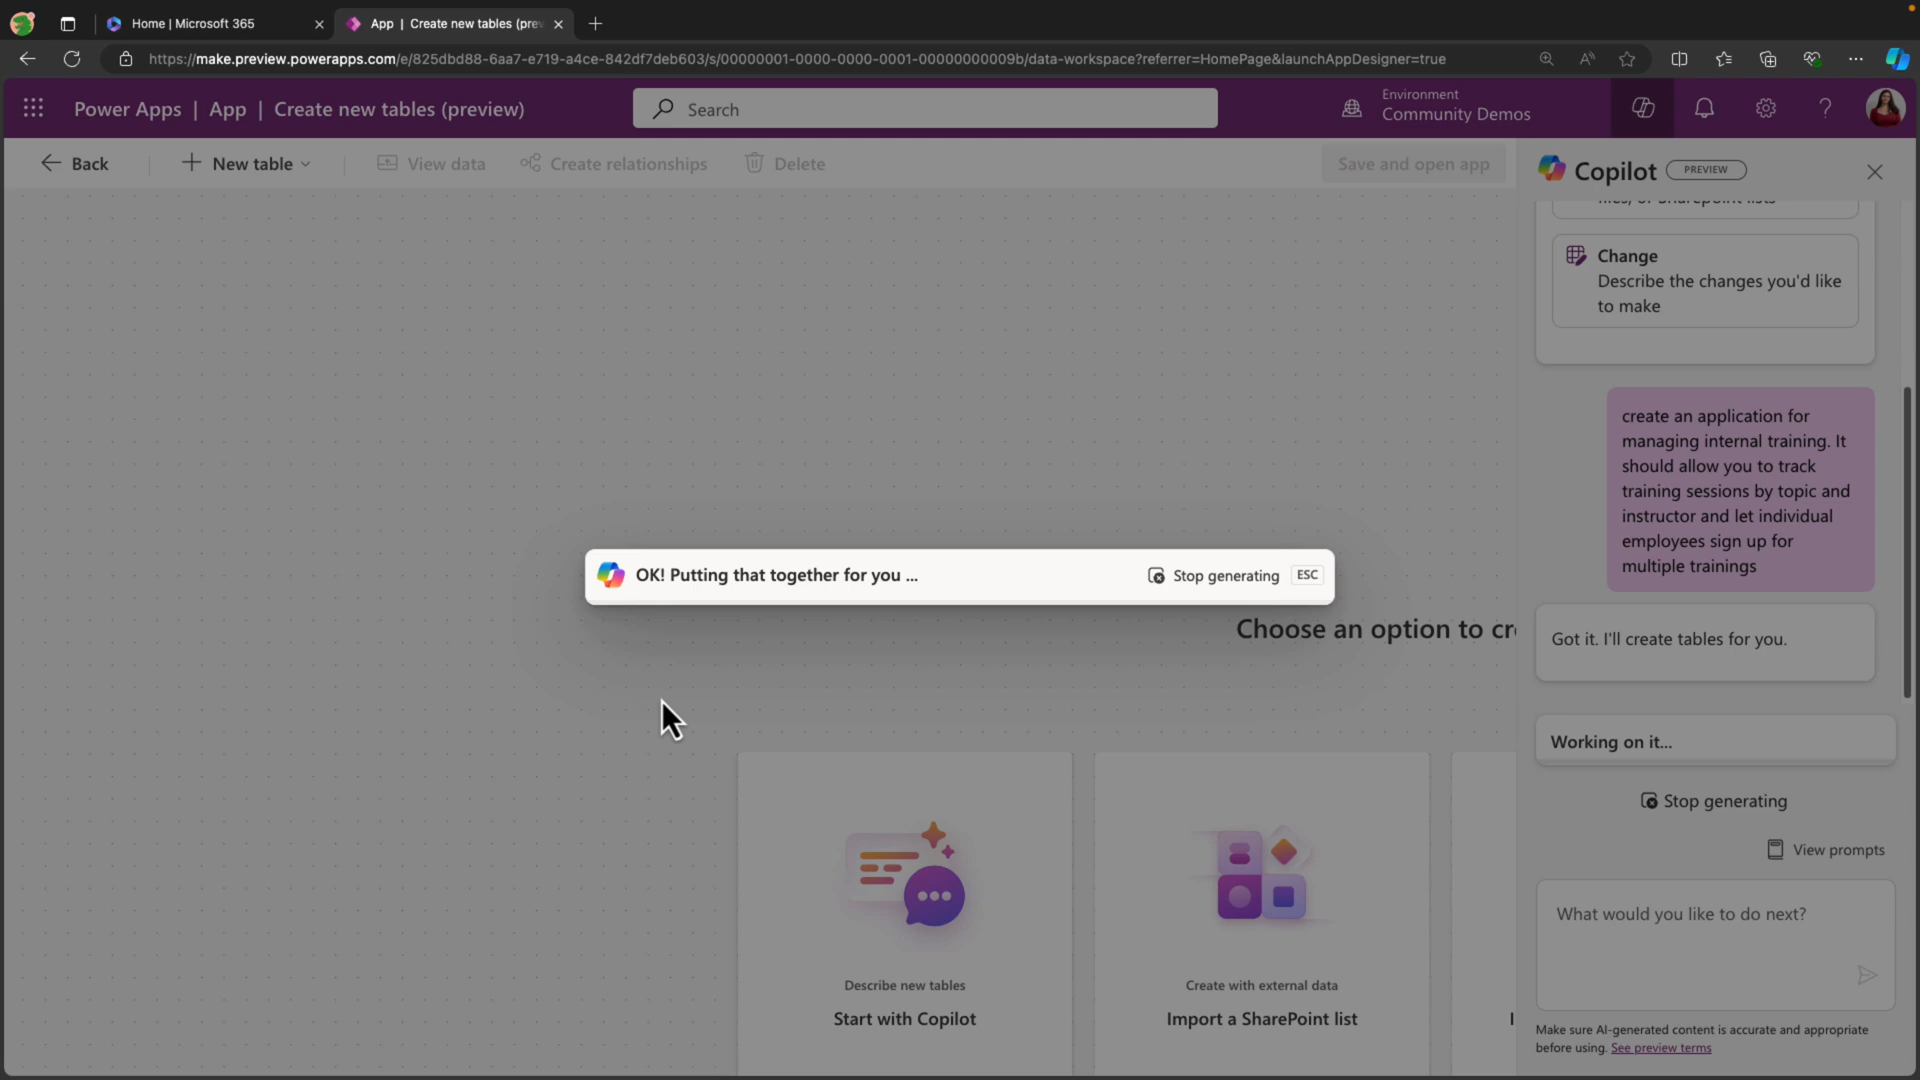 Home | Microsoft 365
App | Create new tables (prev
https://make.preview.powerapps.com/e/825dbd88-6aa7-e719-a4ce-842df7deb603/s/00000001-0000-0000-0001-00000000009b/data-workspace?referrer=HomePage&launchAppDesigner=true
Power Apps | App | Create new tables (preview)
Search
Environment
Community Demos
Back
New table
View data
Create relationships
Delete
Save and open app
Copilot
PREVIEW
files, or SharePoint lists
Change
Describe the changes you'd like
to make
create an application for
managing internal training. It
should allow you to track
training sessions by topic and
instructor and let individual
employees sign up for
multiple trainings
OK! Putting that together for you ...
Stop generating
ESC
Choose an option to cr
Got it. I'll create tables for you.
Working on it...
Stop generating
View prompts
What would you like to do next?
Describe new tables
Start with Copilot
Create with external data
Import a SharePoint list
Make sure AI-generated content is accurate and appropriate
before using. See preview terms